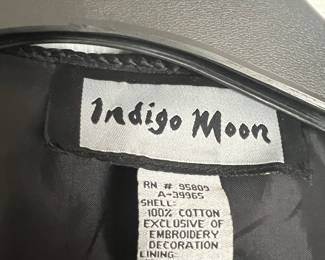 Indigo Moon
RN # 95809
A-39965
SHELL:
100% COTTON
EXCLUSIVE OF
EMBROIDERY
DECORATION
LINING: